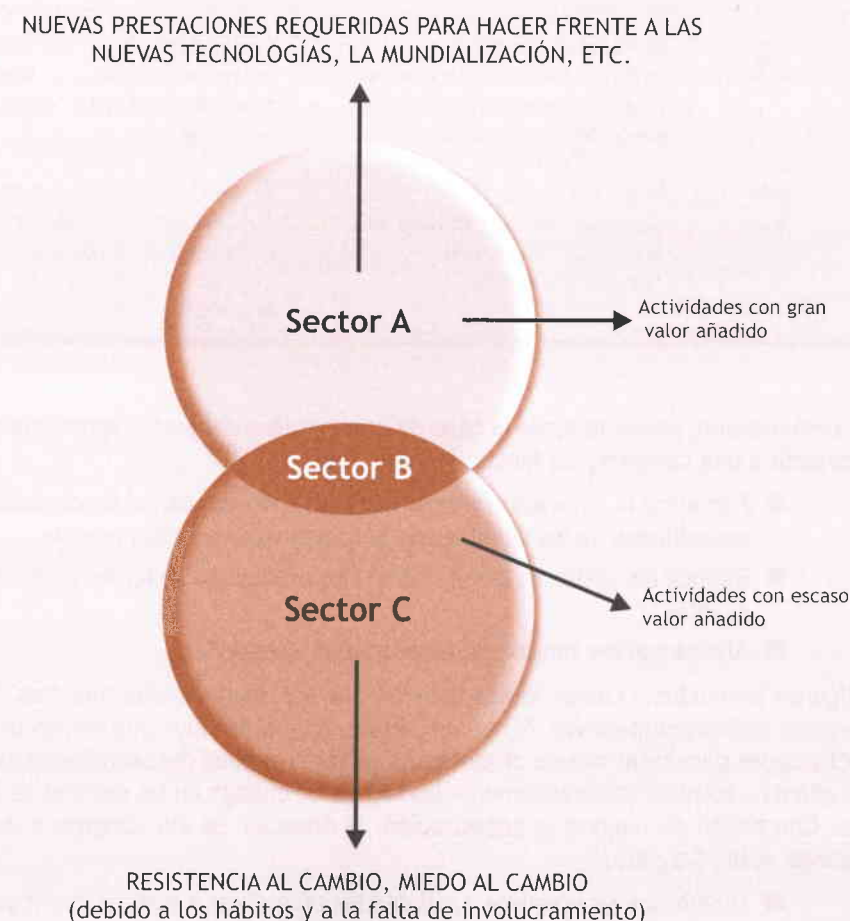 NUEVAS PRESTACIONES REQUERIDAS PARA HACER FRENTE A LAS
NUEVAS TECNOLOGÍAS, LA MUNDIALIZACIÓN, ETC.
Sector A
Actividades con gran
valor añadido
Sector B
Sector C
Actividades con escaso
valor añadido
RESISTENCIA AL CAMBIO, MIEDO AL CAMBIO
(debido a los hábitos y a la falta de involucramiento)